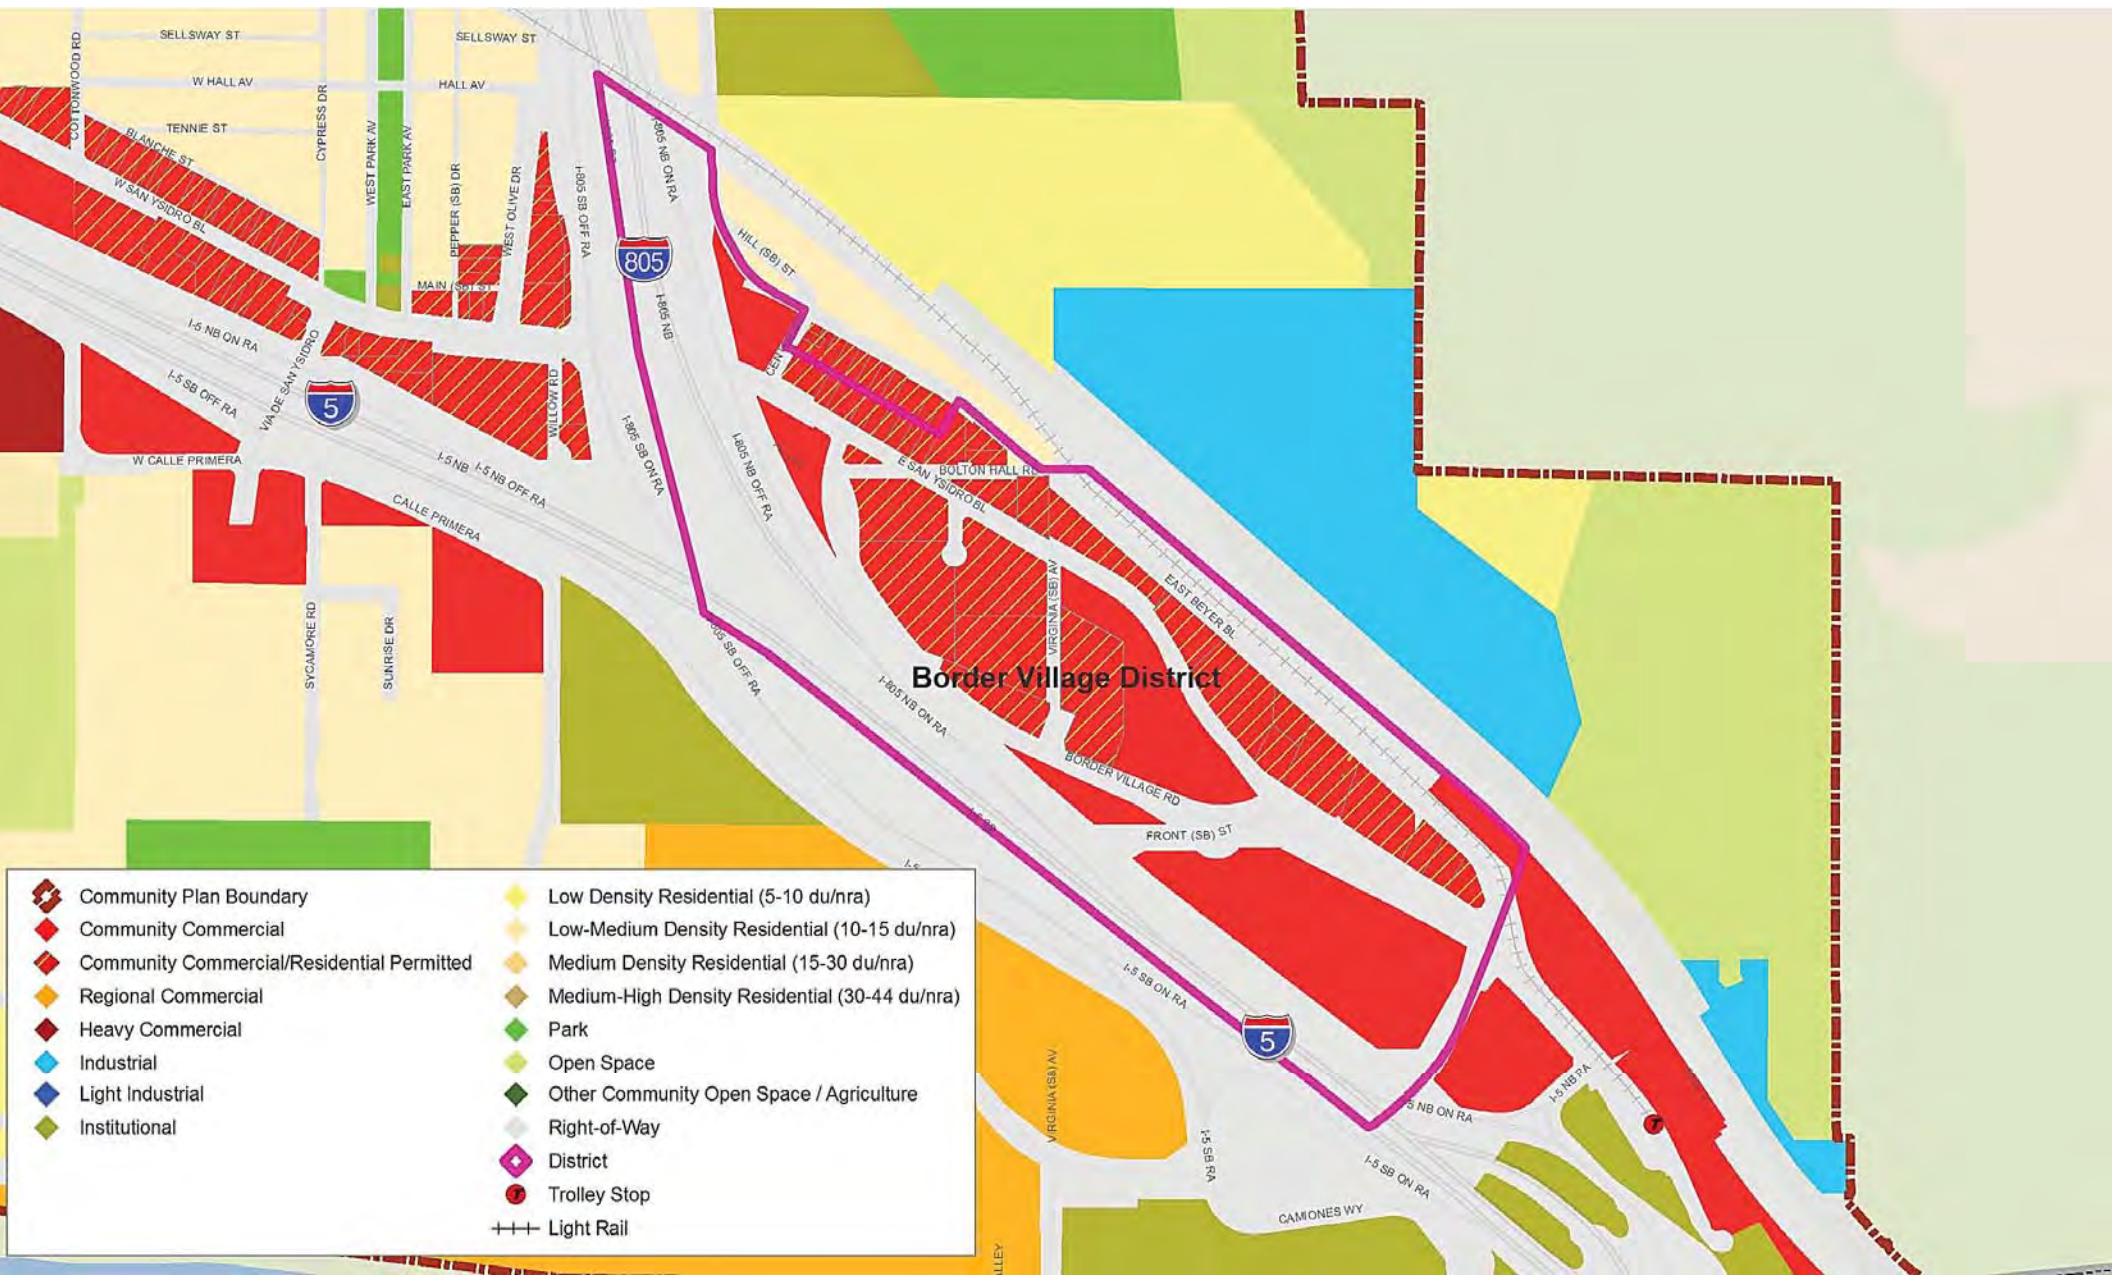 SELLSWAY ST
SELLSWAY ST
COTTONWOOD RD
W HALL AV
HALL AV
TENNIE ST
BLANCHE ST
CYPRESS DR
WEST PARK AV
EAST PARK AV
PEPPER (SB) DR
WEST OLIVE DR
I-805 SB OFF RA
I-805 NB ON RA
W SAN YSIDRO BL
HILL (SB) ST
805
MAIN (SB) ST
I-805 NB
I-5 NB ON RA
VIA DE SAN YSIDRO
I-5 SB OFF RA
5
WILLOW RD
I-805 SB ON RA
I-805 NB OFF RA
W CALLE PRIMERA
I-5 NB
I-5 NB OFF RA
CALLE PRIMERA
E SAN YSIDRO BL
BOLTON HALL RD
SYCAMORE RD
SUNRISE DR
VIRGINIA (SB) AV
EAST BEYER BL
805 SB OFF RA
Border Village District
I-805 NB ON RA
BORDER VILLAGE RD
FRONT (SB) ST
I-5 SB ON RA
5
VIRGINIA (SB) AV
I-5 SB RA
5 NB ON RA
I-5 NB RA
I-5 SB ON RA
CAMIONES WY
Community Plan Boundary
Community Commercial
Community Commercial/Residential Permitted
Regional Commercial
Heavy Commercial
Industrial
Light Industrial
Institutional
Low Density Residential (5-10 du/nra)
Low-Medium Density Residential (10-15 du/nra)
Medium Density Residential (15-30 du/nra)
Medium-High Density Residential (30-44 du/nra)
Park
Open Space
Other Community Open Space / Agriculture
Right-of-Way
District
T Trolley Stop
Light Rail